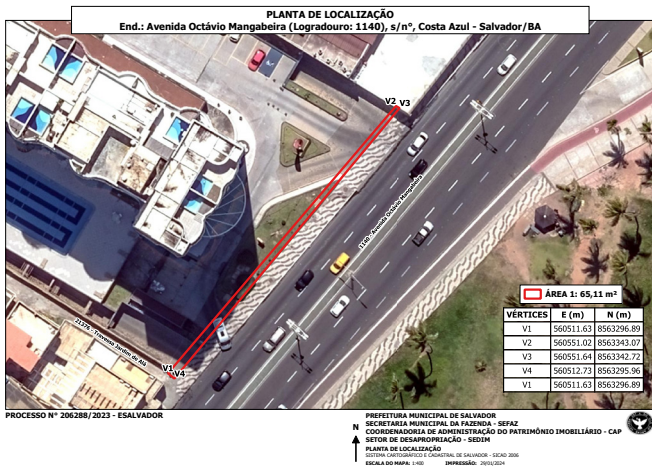 PLANTA DE LOCALIZAÇÃO
End.: Avenida Octávio Mangabeira (Logradouro: 1140), s/n°, Costa Azul - Salvador/BA
V2 V3
1140 - Avenida Octávio Mangabeira
21376 - Travessa Jardim de Alá
V1 V4
ÁREA 1: 65,11 m²
VÉRTICES E (m) N (m)
V1 560511.63 8563296.89
V2 560551.02 8563343.07
V3 560551.64 8563342.72
V4 560512.73 8563295.96
V1 560511.63 8563296.89
PROCESSO N° 206288/2023 - ESALVADOR
N
PREFEITURA MUNICIPAL DE SALVADOR
SECRETARIA MUNICIPAL DA FAZENDA - SEFAZ
COORDENADORIA DE ADMINISTRAÇÃO DO PATRIMÔNIO IMOBILIÁRIO - CAP
SETOR DE DESAPROPRIAÇÃO - SEDIM
PLANTA DE LOCALIZAÇÃO
SISTEMA CARTOGRÁFICO E CADASTRAL DE SALVADOR - SICAD 2006
ESCALA DO MAPA: 1:400 IMPRESSÃO: 29/01/2024